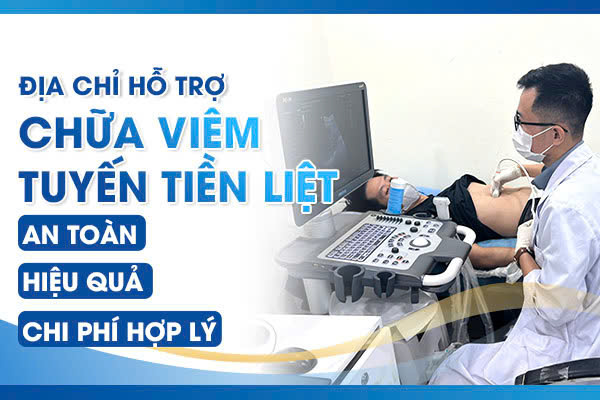 ĐỊA CHỈ HỖ TRỢ
CHỮA VIÊM
TUYẾN TIỀN LIỆT
AN TOÀN
HIỆU QUẢ
CHI PHÍ HỢP LÝ